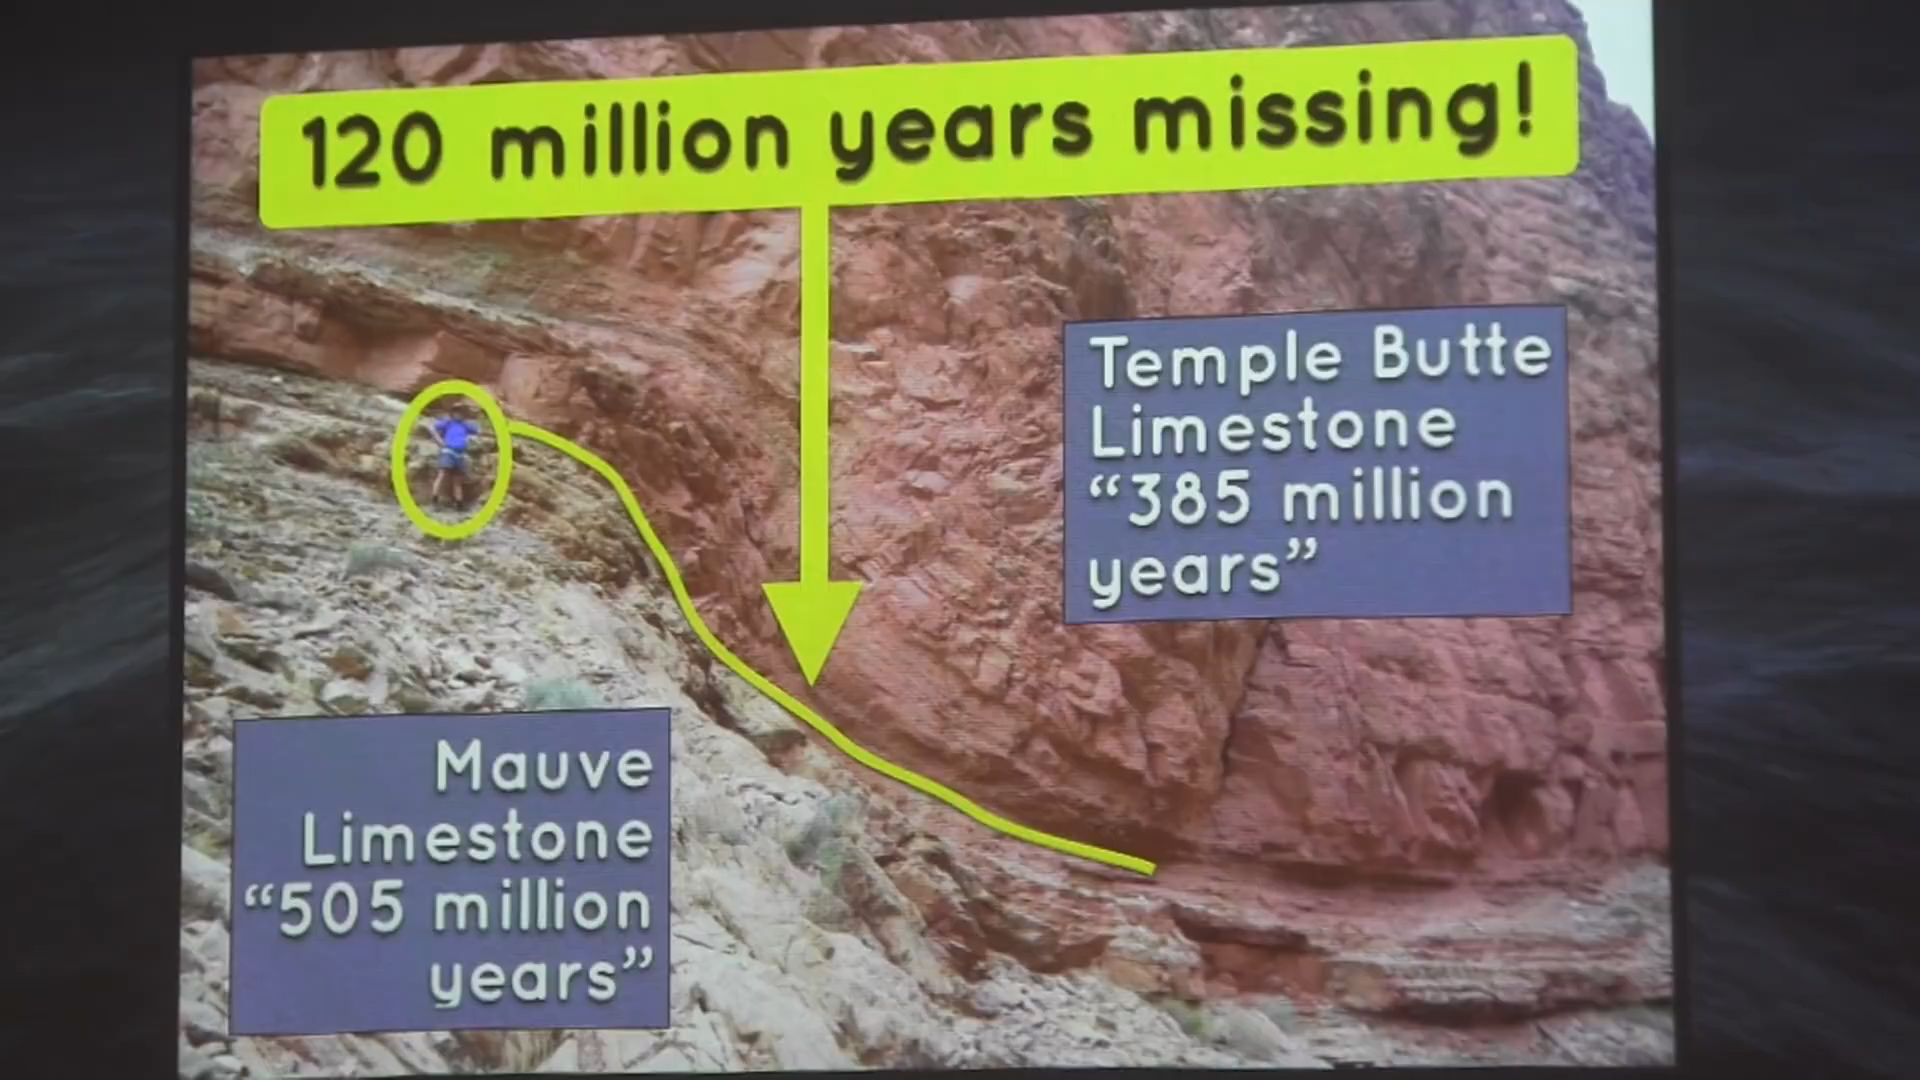 120 million years missing!
Temple Butte
Limestone
“385 million
years”
Mauve
Limestone
“505 million
years”